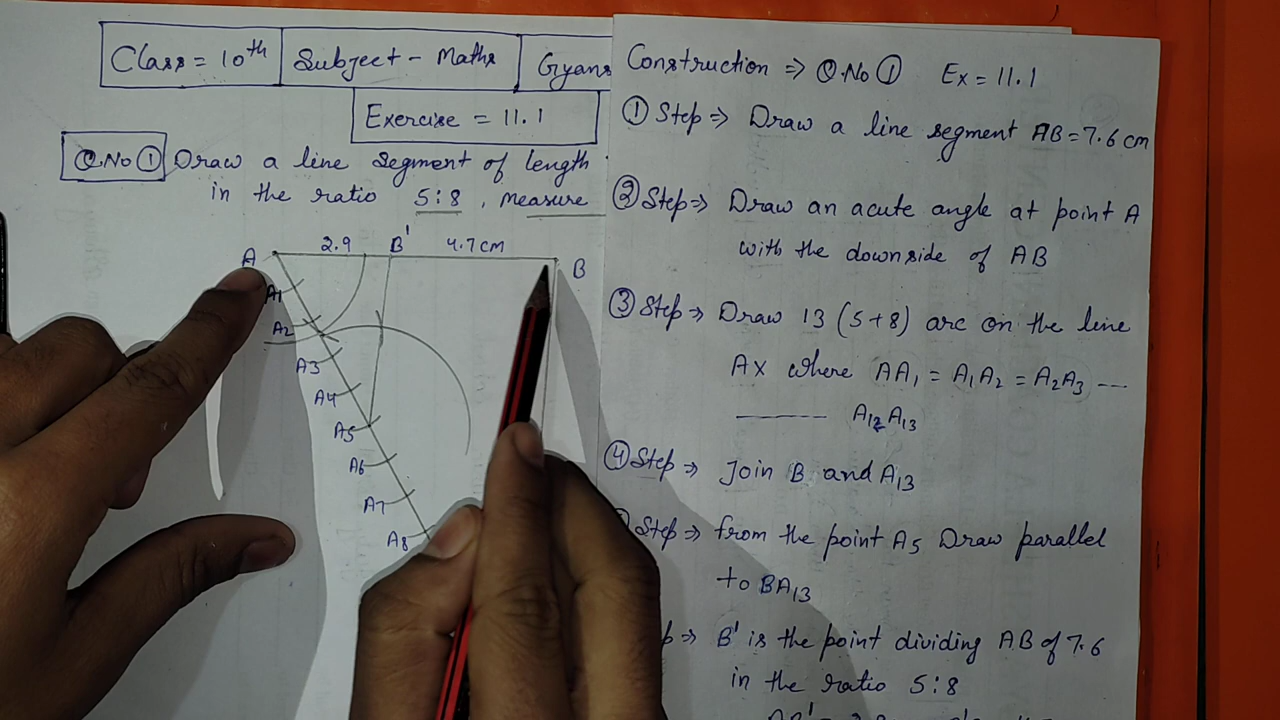 Class = 10th Subject - Maths
Exercise = 11.1
Q.No ① Draw a line segment of length
in the ratio 5:8, measure
A 2.9 B' 4.7cm B
A1
A2
A3
A4
A5
A6
A7
A8
Construction ⇒ Q.No ① Ex = 11.1
① Step ⇒ Draw a line segment AB = 7.6 cm
② Step ⇒ Draw an acute angle at point A
with the downside of AB
③ Step ⇒ Draw 13 (5+8) arc on the line
AX where AA₁ = A₁A₂ = A₂A₃ ---
------ A₁₂A₁₃
④ Step ⇒ Join B and A₁₃
Step ⇒ from the point A₅ Draw parallel
to BA₁₃
⇒ B' is the point dividing AB of 7.6
in the ratio 5:8